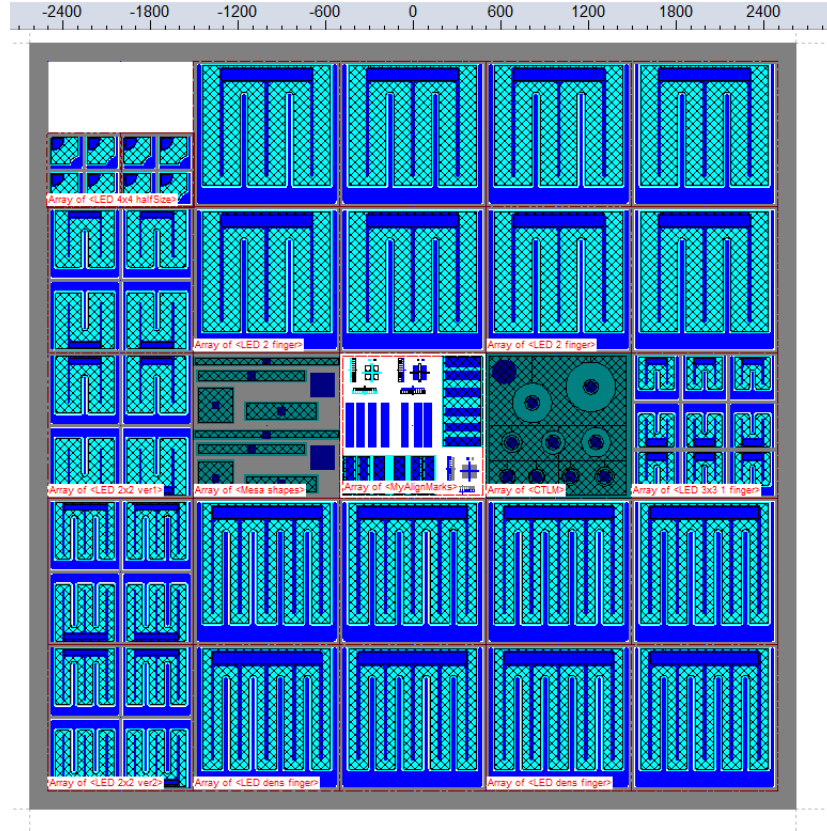 -2400 -1800 -1200 -600 0 600 1200 1800 2400
Array of <LED 4x4 halfSize>
Array of <LED 2 finger> Array of <LED 2 finger>
Array of <LED 2x2 ver1> Array of <Mesa shapes> Array of <MyAlignMarks> Array of <CTLM> Array of <LED 3x3 1 finger>
Array of <LED 2x2 ver2> Array of <LED dens finger> Array of <LED dens finger>